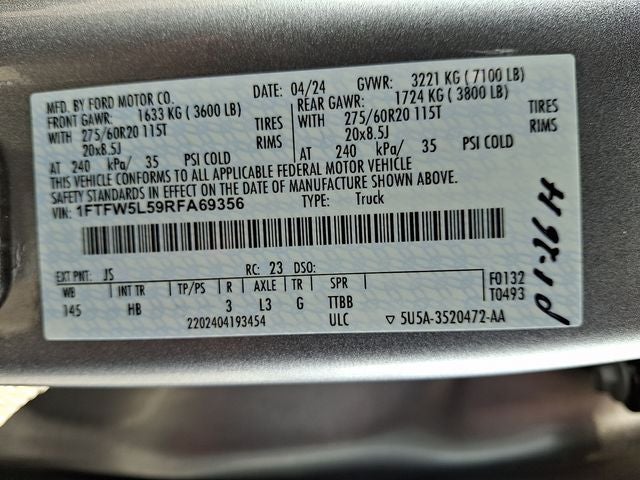 MFD. BY FORD MOTOR CO. DATE: 04/24 GVWR: 3221 KG ( 7100 LB)
FRONT GAWR: 1633 KG ( 3600 LB) REAR GAWR: 1724 KG ( 3800 LB)
WITH 275/60R20 115T TIRES WITH 275/60R20 115T TIRES
20x8.5J RIMS 20x8.5J RIMS
AT 240 kPa/ 35 PSI COLD AT 240 kPa/ 35 PSI COLD
THIS VEHICLE CONFORMS TO ALL APPLICABLE FEDERAL MOTOR VEHICLE
SAFETY STANDARDS IN EFFECT ON THE DATE OF MANUFACTURE SHOWN ABOVE.
VIN: 1FTFW5L59RFA69356 TYPE: Truck
EXT PNT: JS RC: 23 DSO:
WB INT TR TP/PS R AXLE TR SPR F0132
145 HB 3 L3 G TTBB T0493
2202404193454 ULC ▽ 5U5A-3520472-AA